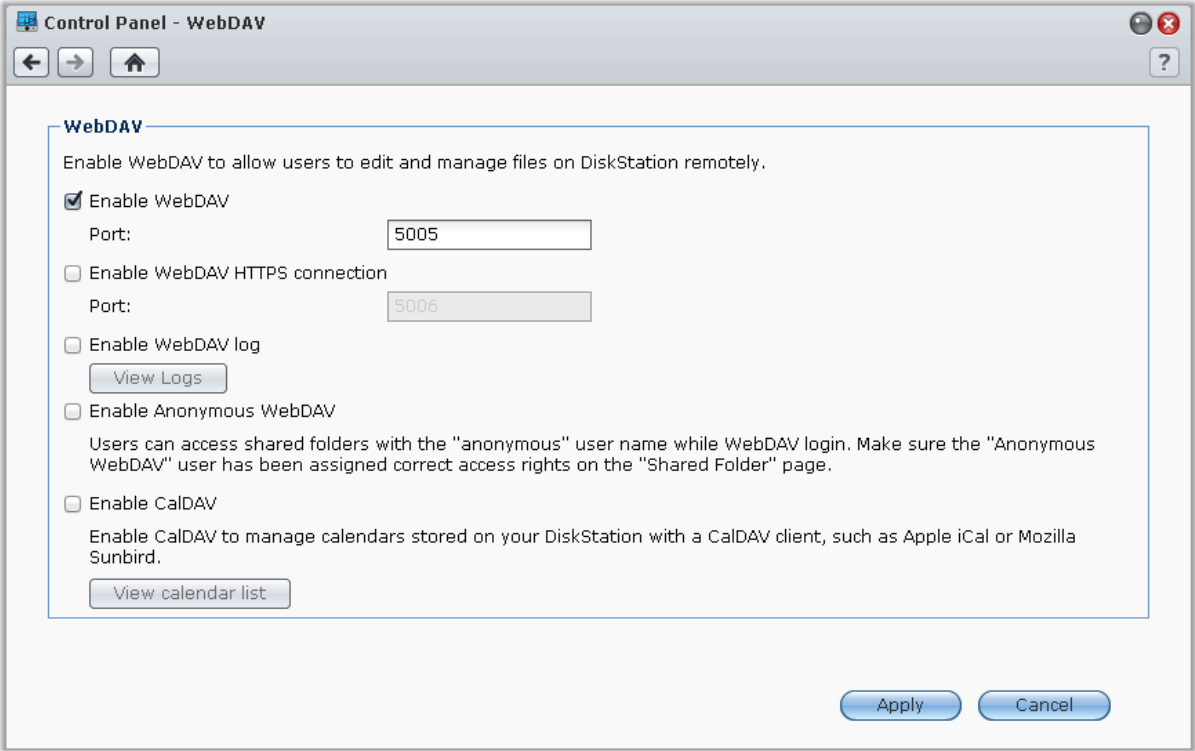 Control Panel - WebDAV
?
WebDAV
Enable WebDAV to allow users to edit and manage files on DiskStation remotely.
Enable WebDAV
Port: 5005
Enable WebDAV HTTPS connection
Port: 5006
Enable WebDAV log
View Logs
Enable Anonymous WebDAV
Users can access shared folders with the "anonymous" user name while WebDAV login. Make sure the "Anonymous
WebDAV" user has been assigned correct access rights on the "Shared Folder" page.
Enable CalDAV
Enable CalDAV to manage calendars stored on your DiskStation with a CalDAV client, such as Apple iCal or Mozilla
Sunbird.
View calendar list
Apply Cancel